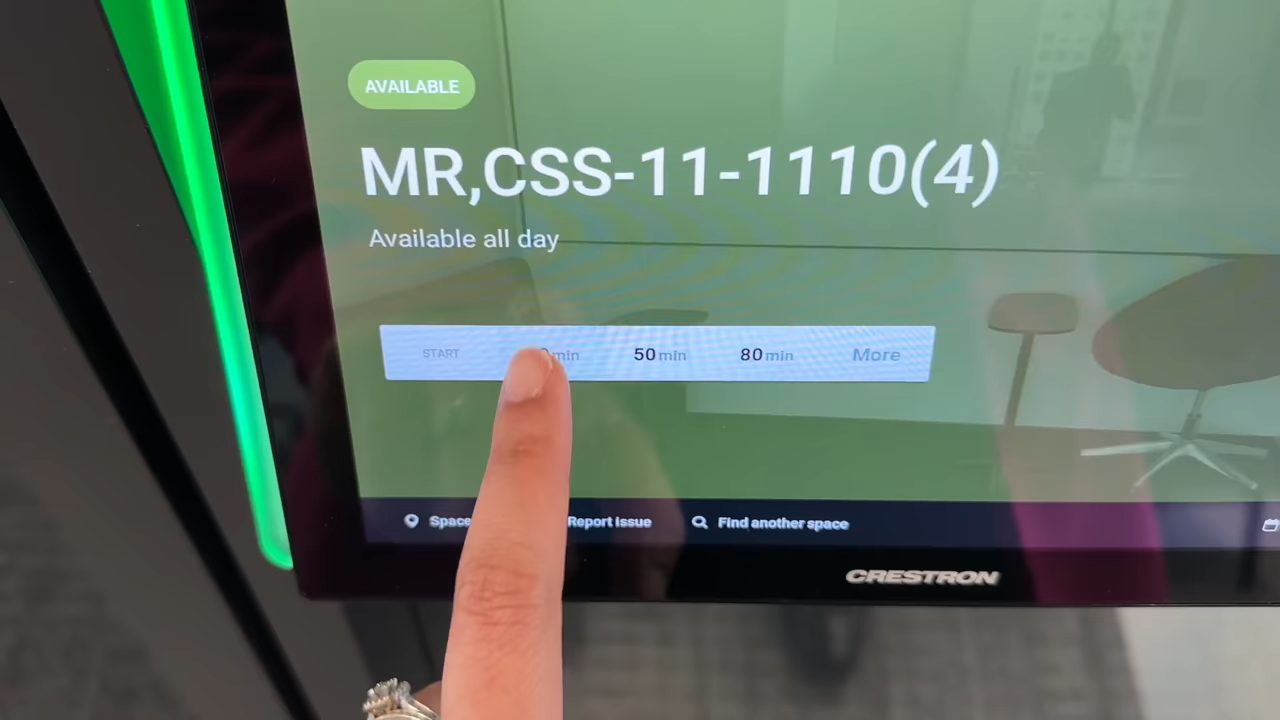 AVAILABLE
MR,CSS-11-1110(4)
Available all day
START min 50 min 80 min More
Space Report Issue Find another space
CRESTRON